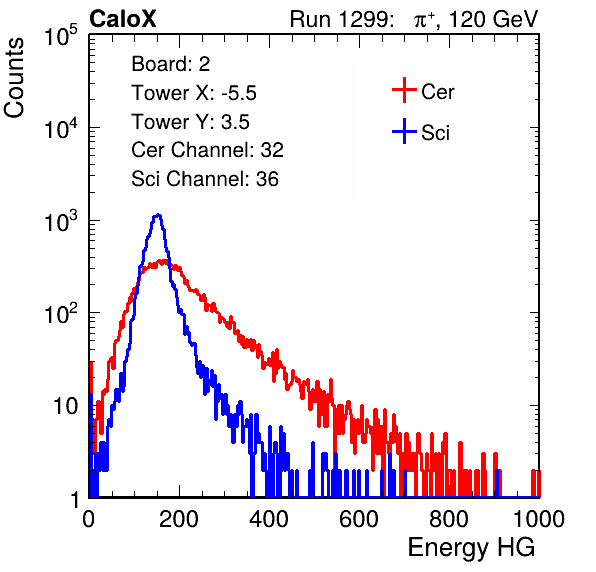 CaloX Run 1299: π⁺, 120 GeV
Counts
10⁵
10⁴
10³
10²
10
1
Board: 2
Tower X: -5.5
Tower Y: 3.5
Cer Channel: 32
Sci Channel: 36
Cer
Sci
0 200 400 600 800 1000
Energy HG